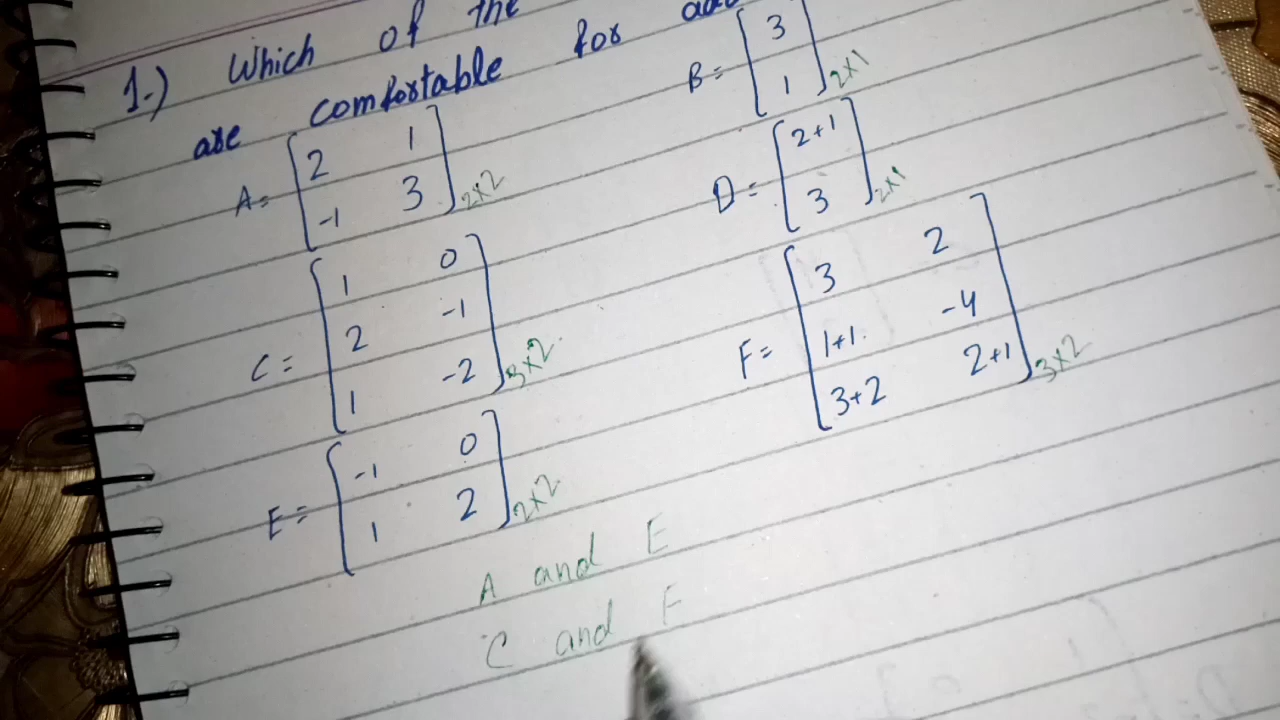 1.) Which of the
are comfortable for
A = [2 1
-1 3] 2×2
B = [3
1] 2×1
C = [1 0
2 -1
1 -2] 3×2
D = [2+1
3] 2×1
E = [-1 0
1 2] 2×2
F = [3 2
1+1 -4
3+2 2+1] 3×2
A and E
C and F